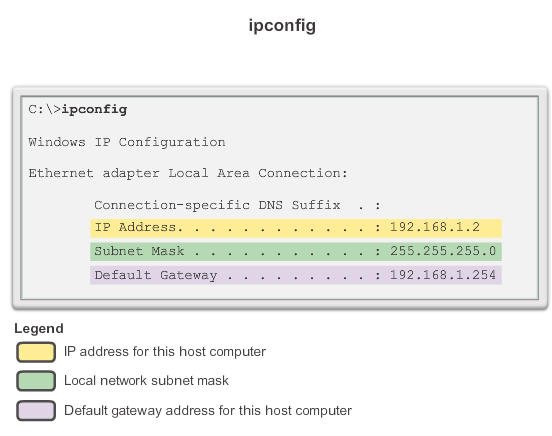 ipconfig
C:\>ipconfig
Windows IP Configuration
Ethernet adapter Local Area Connection:
Connection-specific DNS Suffix . :
IP Address. . . . . . . . . . . . : 192.168.1.2
Subnet Mask . . . . . . . . . . . : 255.255.255.0
Default Gateway . . . . . . . . . : 192.168.1.254
Legend
IP address for this host computer
Local network subnet mask
Default gateway address for this host computer